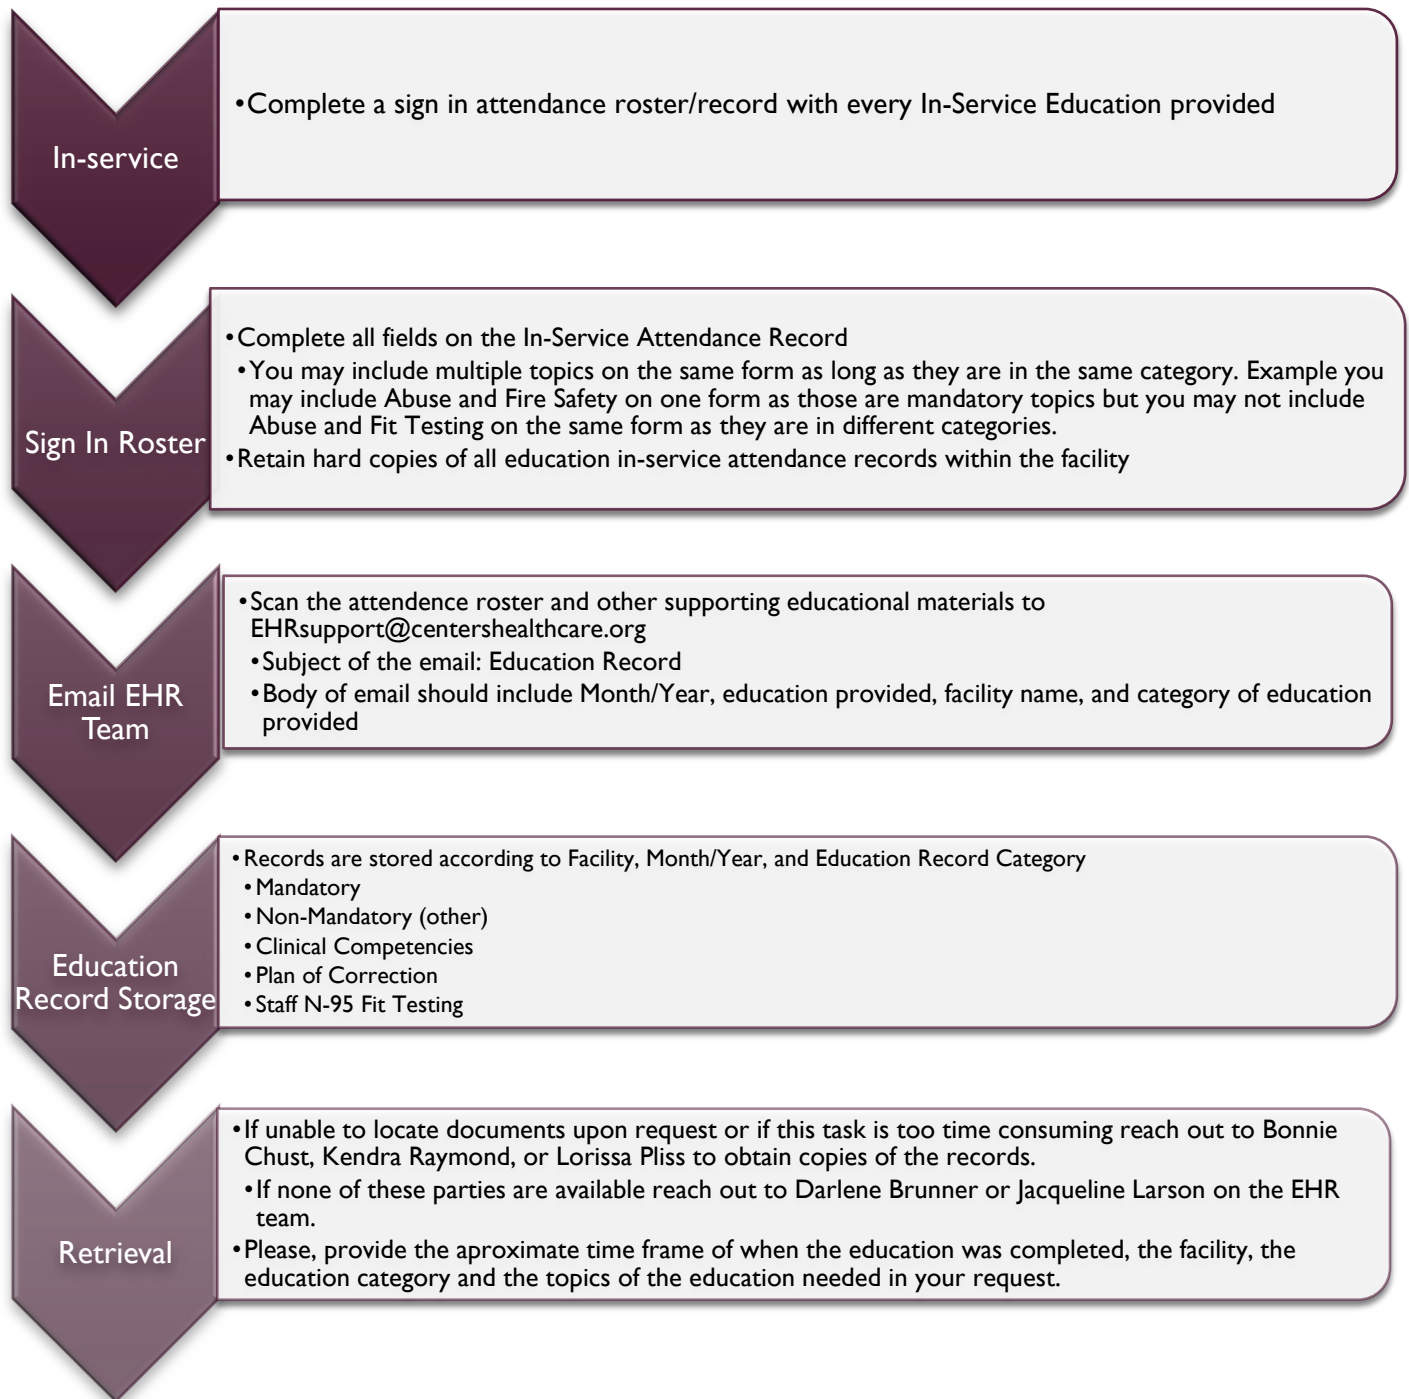 In-service
•Complete a sign in attendance roster/record with every In-Service Education provided
Sign In Roster
•Complete all fields on the In-Service Attendance Record
•You may include multiple topics on the same form as long as they are in the same category. Example you
may include Abuse and Fire Safety on one form as those are mandatory topics but you may not include
Abuse and Fit Testing on the same form as they are in different categories.
•Retain hard copies of all education in-service attendance records within the facility
Email EHR
Team
•Scan the attendence roster and other supporting educational materials to
EHRsupport@centershealthcare.org
•Subject of the email: Education Record
•Body of email should include Month/Year, education provided, facility name, and category of education
provided
Education
Record Storage
•Records are stored according to Facility, Month/Year, and Education Record Category
•Mandatory
•Non-Mandatory (other)
•Clinical Competencies
•Plan of Correction
•Staff N-95 Fit Testing
Retrieval
•If unable to locate documents upon request or if this task is too time consuming reach out to Bonnie
Chust, Kendra Raymond, or Lorissa Pliss to obtain copies of the records.
•If none of these parties are available reach out to Darlene Brunner or Jacqueline Larson on the EHR
team.
•Please, provide the aproximate time frame of when the education was completed, the facility, the
education category and the topics of the education needed in your request.